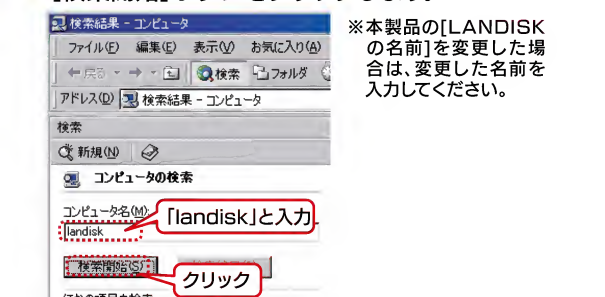 検索結果 - コンピュータ
ファイル(F) 編集(E) 表示(V) お気に入り(A)
戻る 検索 フォルダ
アドレス(D) 検索結果 - コンピュータ
検索
新規(N)
コンピュータの検索
コンピュータ名(M):
landisk
「landisk」と入力
検索開始(S)
クリック
※本製品の[LANDISK
の名前]を変更した場
合は、変更した名前を
入力してください。